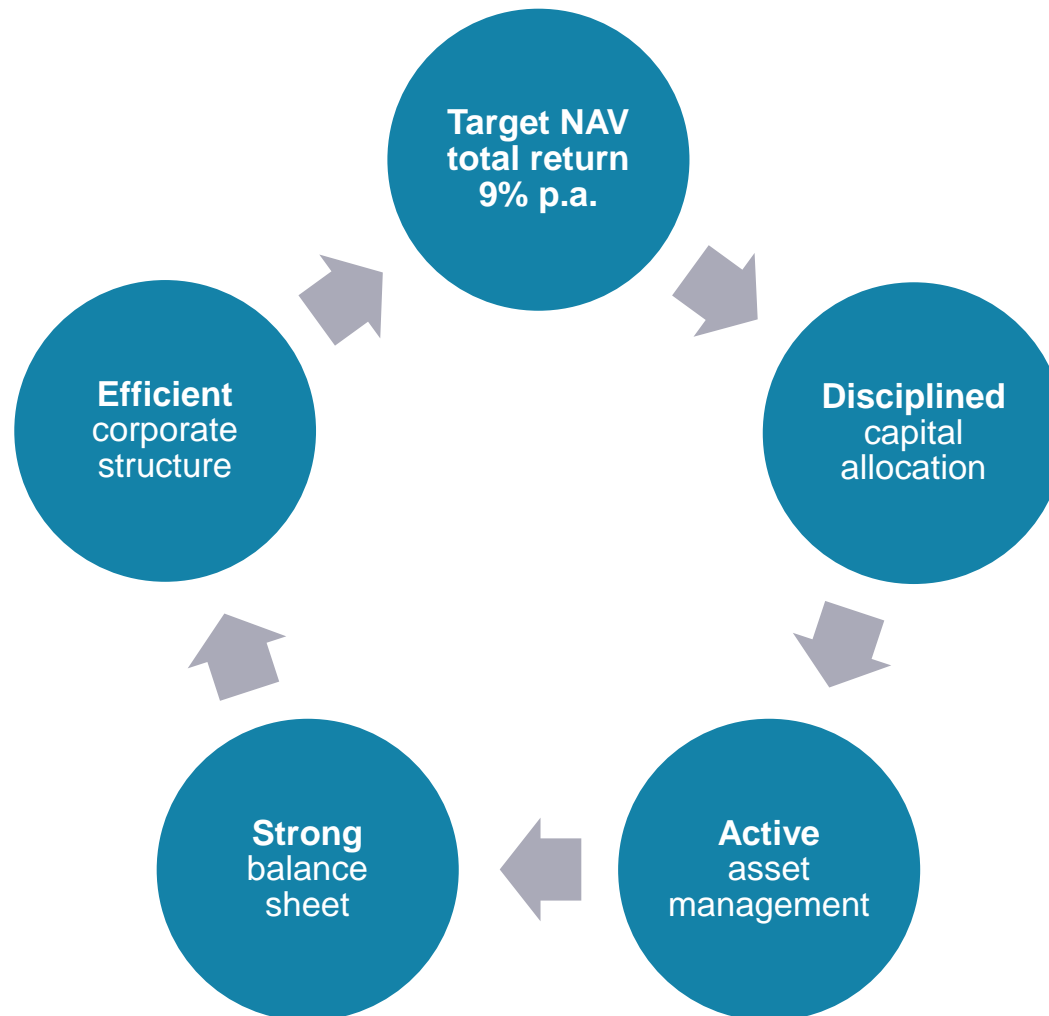 Target NAV
total return
9% p.a.
Disciplined
capital
allocation
Active
asset
management
Strong
balance
sheet
Efficient
corporate
structure